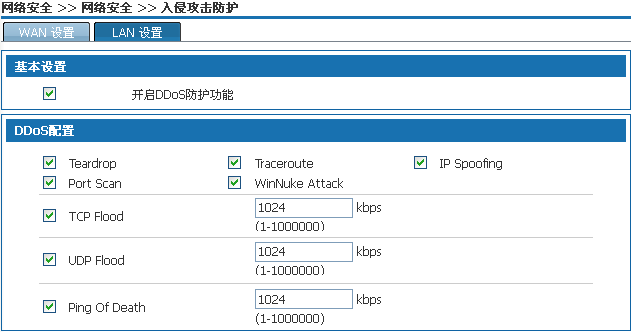 网络安全 >> 网络安全 >> 入侵攻击防护
WAN 设置 LAN 设置
基本设置
开启DDoS防护功能
DDoS配置
Teardrop Traceroute IP Spoofing
Port Scan WinNuke Attack
TCP Flood 1024 kbps
(1-1000000)
UDP Flood 1024 kbps
(1-1000000)
Ping Of Death 1024 kbps
(1-1000000)